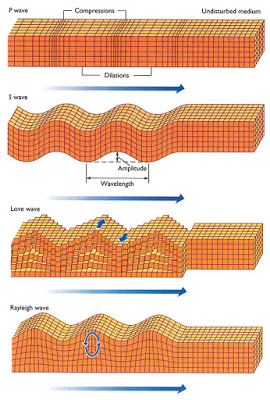 P wave Compressions Undisturbed medium
Dilations
S wave
Amplitude
Wavelength
Love wave
Rayleigh wave